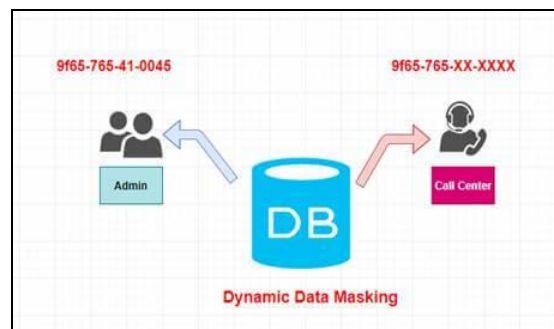 9f65-765-41-0045
9f65-765-XX-XXXX
Admin
Call Center
DB
Dynamic Data Masking